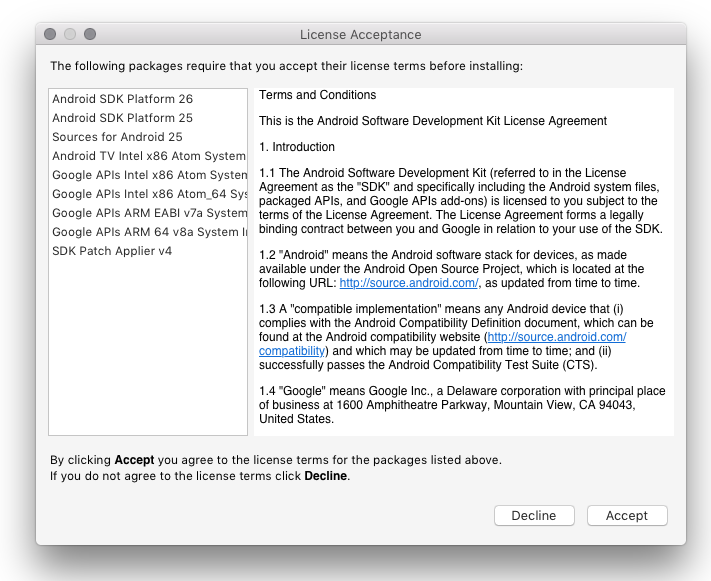 License Acceptance
The following packages require that you accept their license terms before installing:
Android SDK Platform 26
Android SDK Platform 25
Sources for Android 25
Android TV Intel x86 Atom System
Google APIs Intel x86 Atom System
Google APIs Intel x86 Atom_64 Sys
Google APIs ARM EABI v7a System
Google APIs ARM 64 v8a System I
SDK Patch Applier v4
Terms and Conditions
This is the Android Software Development Kit License Agreement
1. Introduction
1.1 The Android Software Development Kit (referred to in the License
Agreement as the "SDK" and specifically including the Android system files,
packaged APIs, and Google APIs add-ons) is licensed to you subject to the
terms of the License Agreement. The License Agreement forms a legally
binding contract between you and Google in relation to your use of the SDK.
1.2 "Android" means the Android software stack for devices, as made
available under the Android Open Source Project, which is located at the
following URL: http://source.android.com/, as updated from time to time.
1.3 A "compatible implementation" means any Android device that (i)
complies with the Android Compatibility Definition document, which can be
found at the Android compatibility website (http://source.android.com/
compatibility) and which may be updated from time to time; and (ii)
successfully passes the Android Compatibility Test Suite (CTS).
1.4 "Google" means Google Inc., a Delaware corporation with principal place
of business at 1600 Amphitheatre Parkway, Mountain View, CA 94043,
United States.
By clicking Accept you agree to the license terms for the packages listed above.
If you do not agree to the license terms click Decline.
Decline
Accept